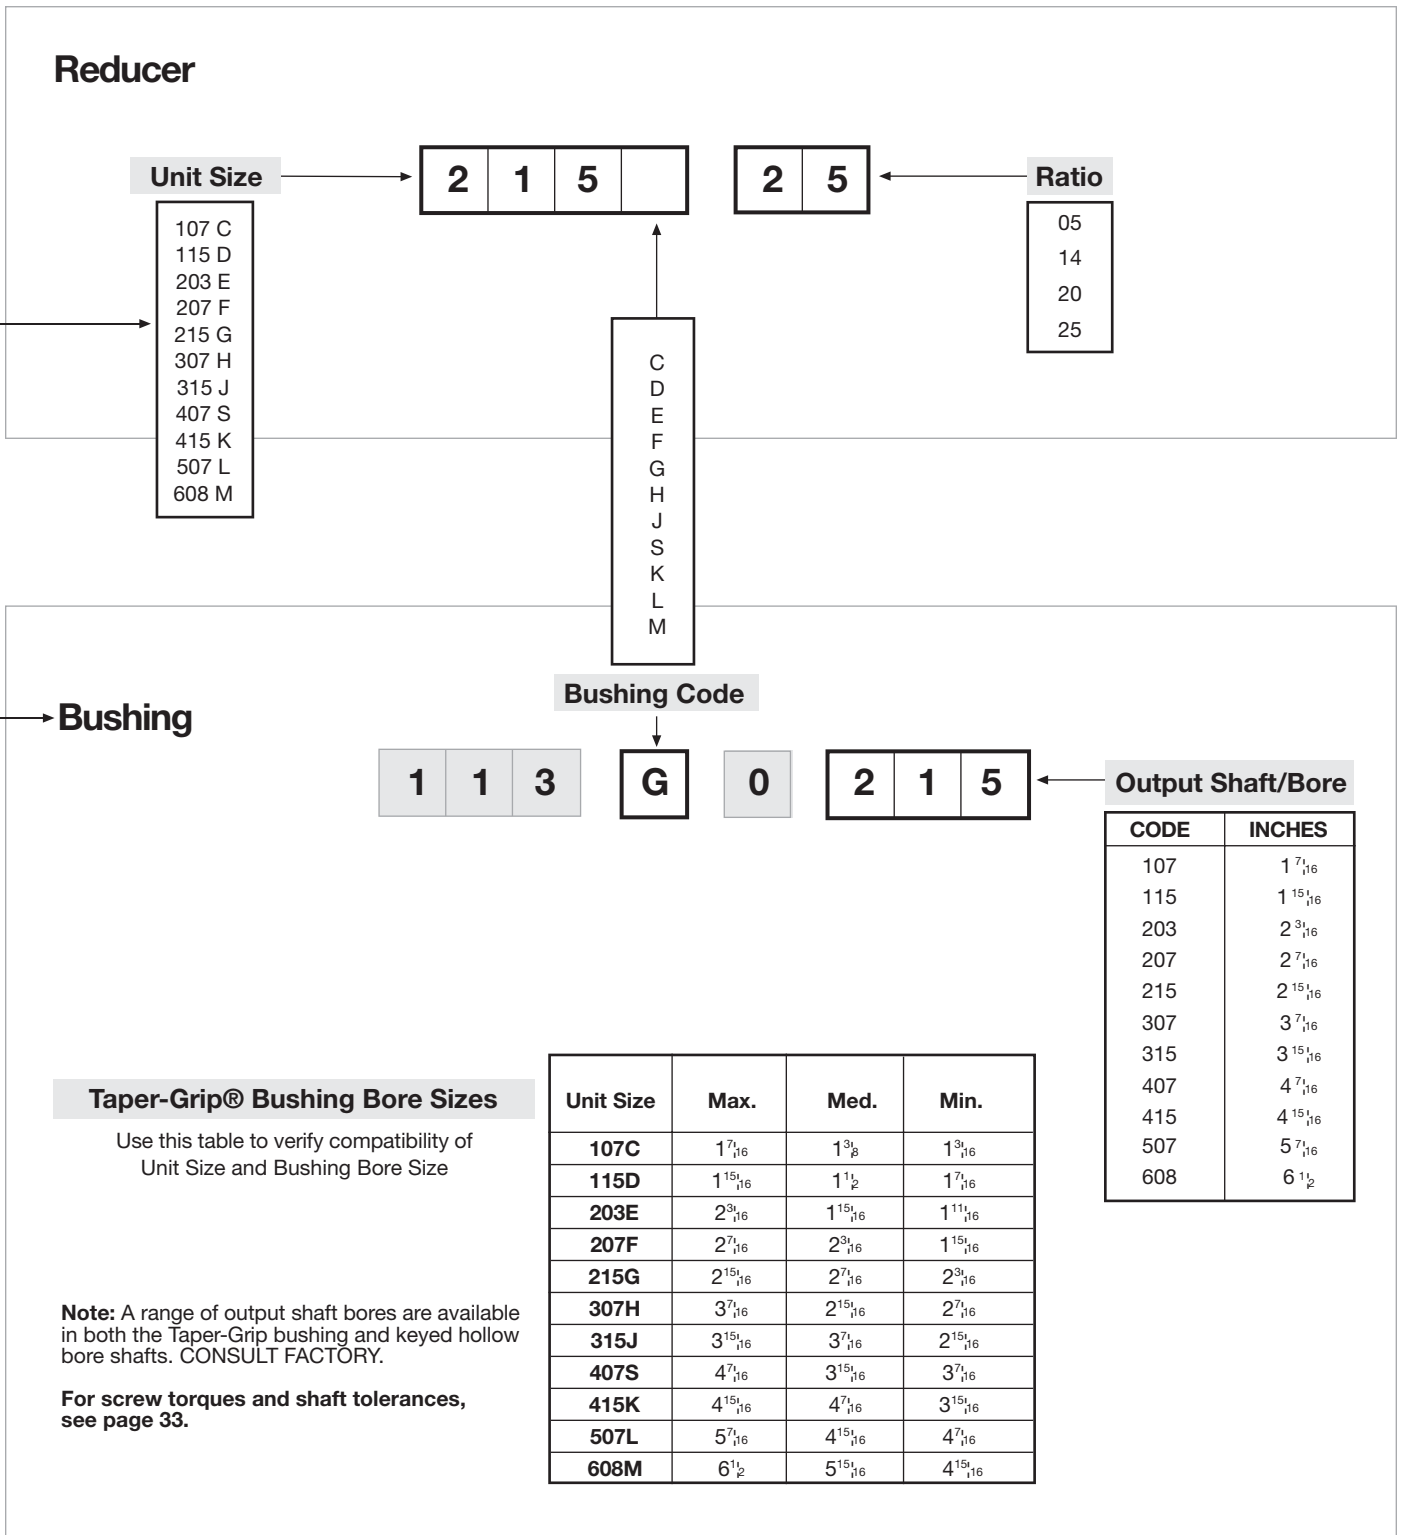 Reducer
Unit Size
2 1 5
2 5
Ratio
107 C
115 D
203 E
207 F
215 G
307 H
315 J
407 S
415 K
507 L
608 M
05
14
20
25
C
D
E
F
G
H
J
S
K
L
M
Bushing Code
Bushing
1 1 3 G 0 2 1 5
Output Shaft/Bore
CODE INCHES
107 1 7/16
115 1 15/16
203 2 3/16
207 2 7/16
215 2 15/16
307 3 7/16
315 3 15/16
407 4 7/16
415 4 15/16
507 5 7/16
608 6 1/2
Taper-Grip® Bushing Bore Sizes
Use this table to verify compatibility of
Unit Size and Bushing Bore Size
Unit Size Max. Med. Min.
107C 1 7/16 1 3/8 1 3/16
115D 1 15/16 1 1/2 1 7/16
203E 2 3/16 1 15/16 1 11/16
207F 2 7/16 2 3/16 1 15/16
215G 2 15/16 2 7/16 2 3/16
307H 3 7/16 2 15/16 2 7/16
315J 3 15/16 3 7/16 2 15/16
407S 4 7/16 3 15/16 3 7/16
415K 4 15/16 4 7/16 3 15/16
507L 5 7/16 4 15/16 4 7/16
608M 6 1/2 5 15/16 4 15/16
Note: A range of output shaft bores are available
in both the Taper-Grip bushing and keyed hollow
bore shafts. CONSULT FACTORY.
For screw torques and shaft tolerances,
see page 33.